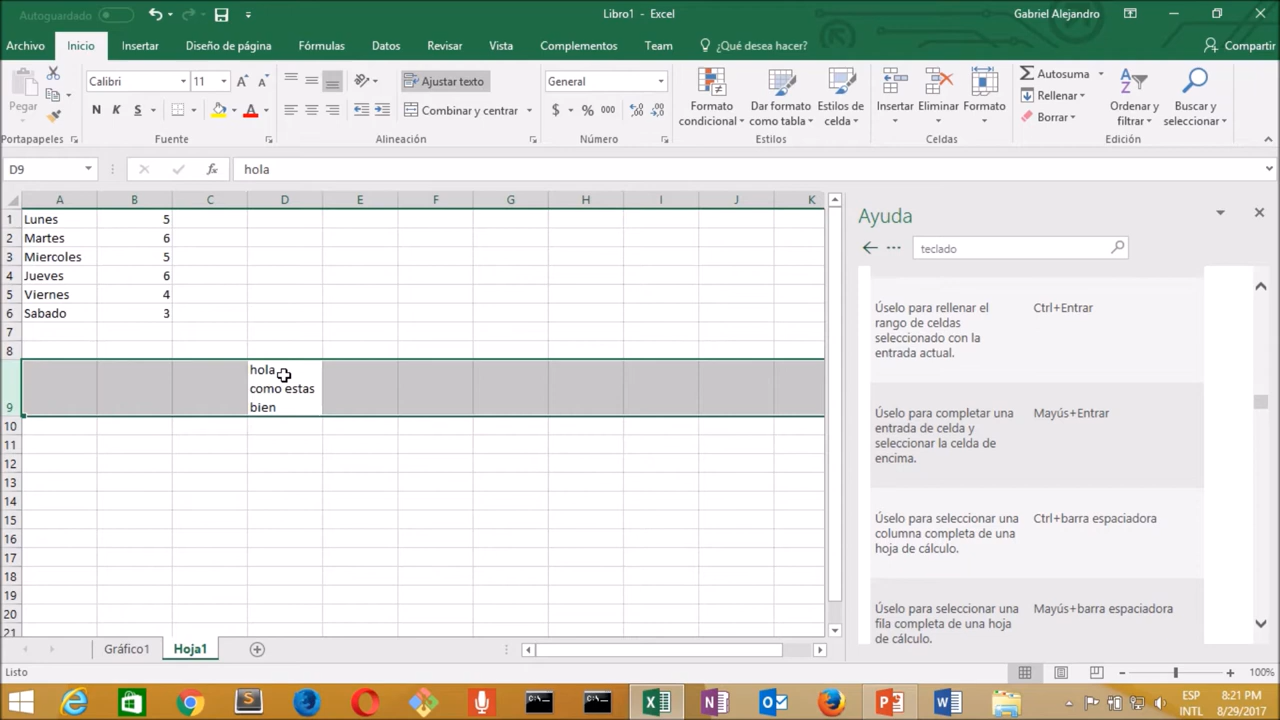 Autoguardado
Libro1 - Excel
Gabriel Alejandro
Archivo Inicio Insertar Diseño de página Fórmulas Datos Revisar Vista Complementos Team ¿Qué desea hacer? Compartir
Pegar
Portapapeles
Calibri 11
N K S
Fuente
Ajustar texto
Combinar y centrar
Alineación
General
$ % 000
Número
Formato condicional
Dar formato como tabla
Estilos de celda
Estilos
Insertar
Eliminar
Formato
Celdas
Autosuma
Rellenar
Borrar
Ordenar y filtrar
Buscar y seleccionar
Edición
D9 fx hola
A B C D E F G H I J K
1 Lunes 5
2 Martes 6
3 Miercoles 5
4 Jueves 6
5 Viernes 4
6 Sabado 3
7
8
hola
como estas
9 bien
10
11
12
13
14
15
16
17
18
19
20
21
Ayuda
teclado
Úselo para rellenar el Ctrl+Entrar
rango de celdas
seleccionado con la
entrada actual.
Úselo para completar una Mayús+Entrar
entrada de celda y
seleccionar la celda de
encima.
Úselo para seleccionar una Ctrl+barra espaciadora
columna completa de una
hoja de cálculo.
Úselo para seleccionar una Mayús+barra espaciadora
fila completa de una hoja
de cálculo.
Gráfico1 Hoja1
Listo 100%
ESP 8:21 PM
INTL 8/29/2017